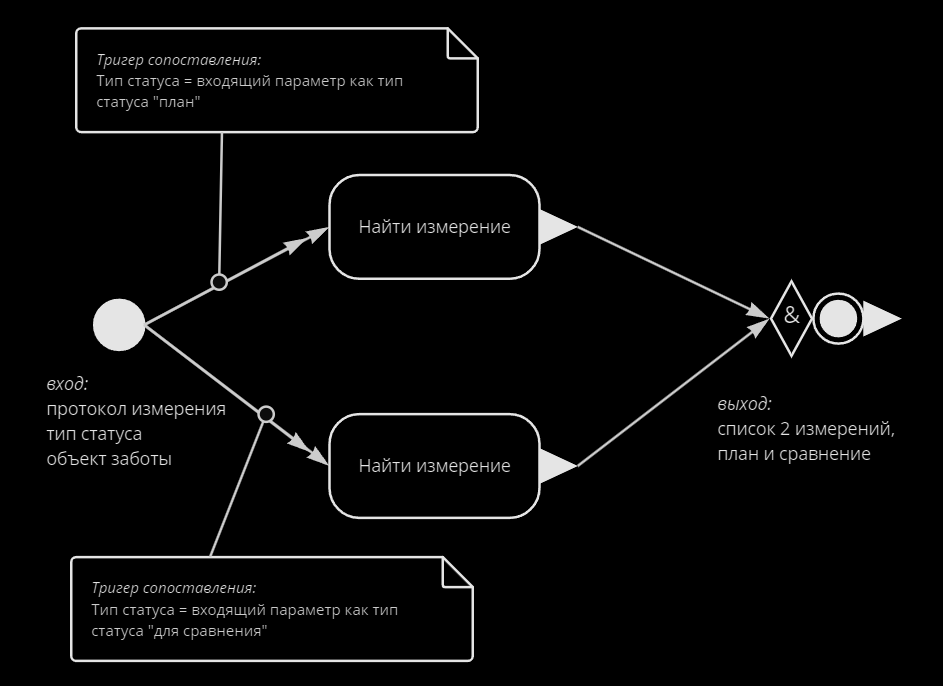 Тригер сопоставления:
Тип статуса = входящий параметр как тип
статуса "план"
Найти измерение
&
вход:
протокол измерения
тип статуса
объект заботы
выход:
список 2 измерений,
план и сравнение
Найти измерение
Тригер сопоставления:
Тип статуса = входящий параметр как тип
статуса "для сравнения"